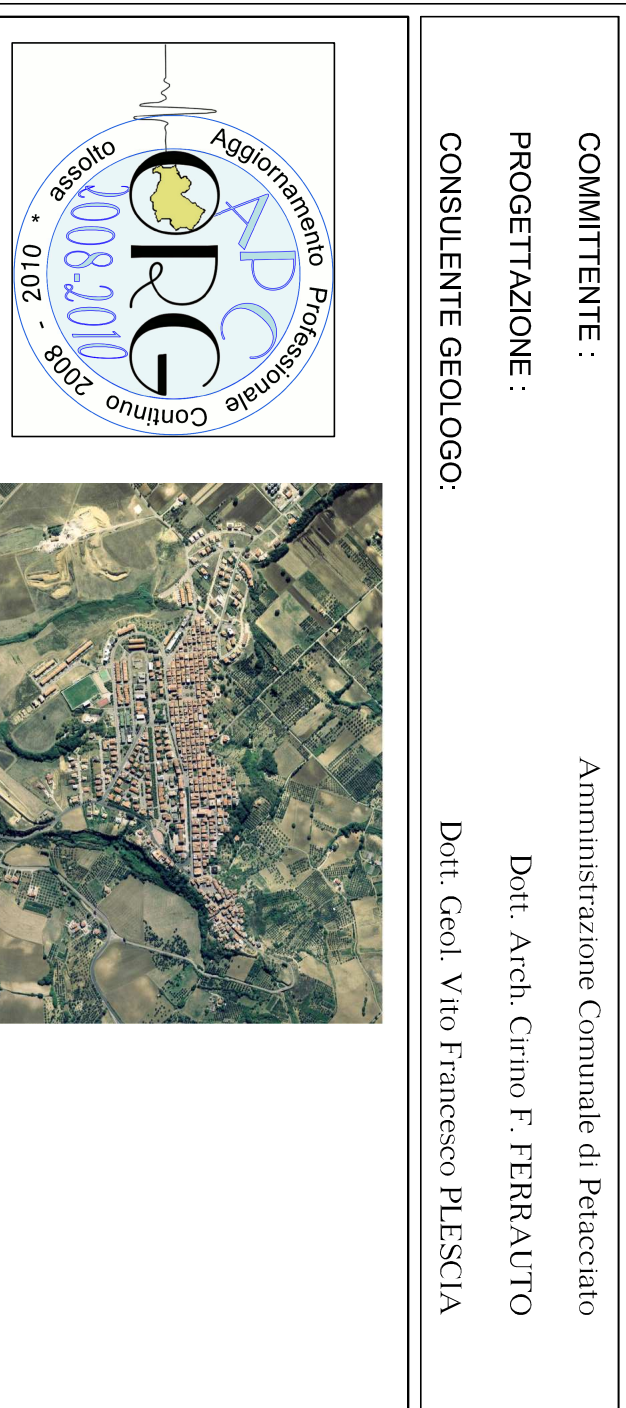 COMMITTENTE : Amministrazione Comunale di Petacciato
PROGETTAZIONE : Dott. Arch. Cirino F. FERRAUTO
CONSULENTE GEOLOGO: Dott. Geol. Vito Francesco PLESCIA
Aggiornamento Professionale Continuo 2008 - 2010 * assolto
APC
ORG
2008-2010